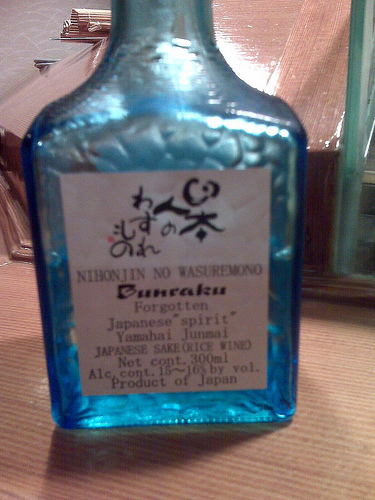 日本人の
わすれ
もの
NIHONJIN NO WASUREMONO
Bunraku
Forgotten
Japanese "spirit"
Yamahai Junmai
JAPANESE SAKE (RICE WINE)
Net cont. 300ml
Alc. cont. 15～16% by vol.
Product of Japan